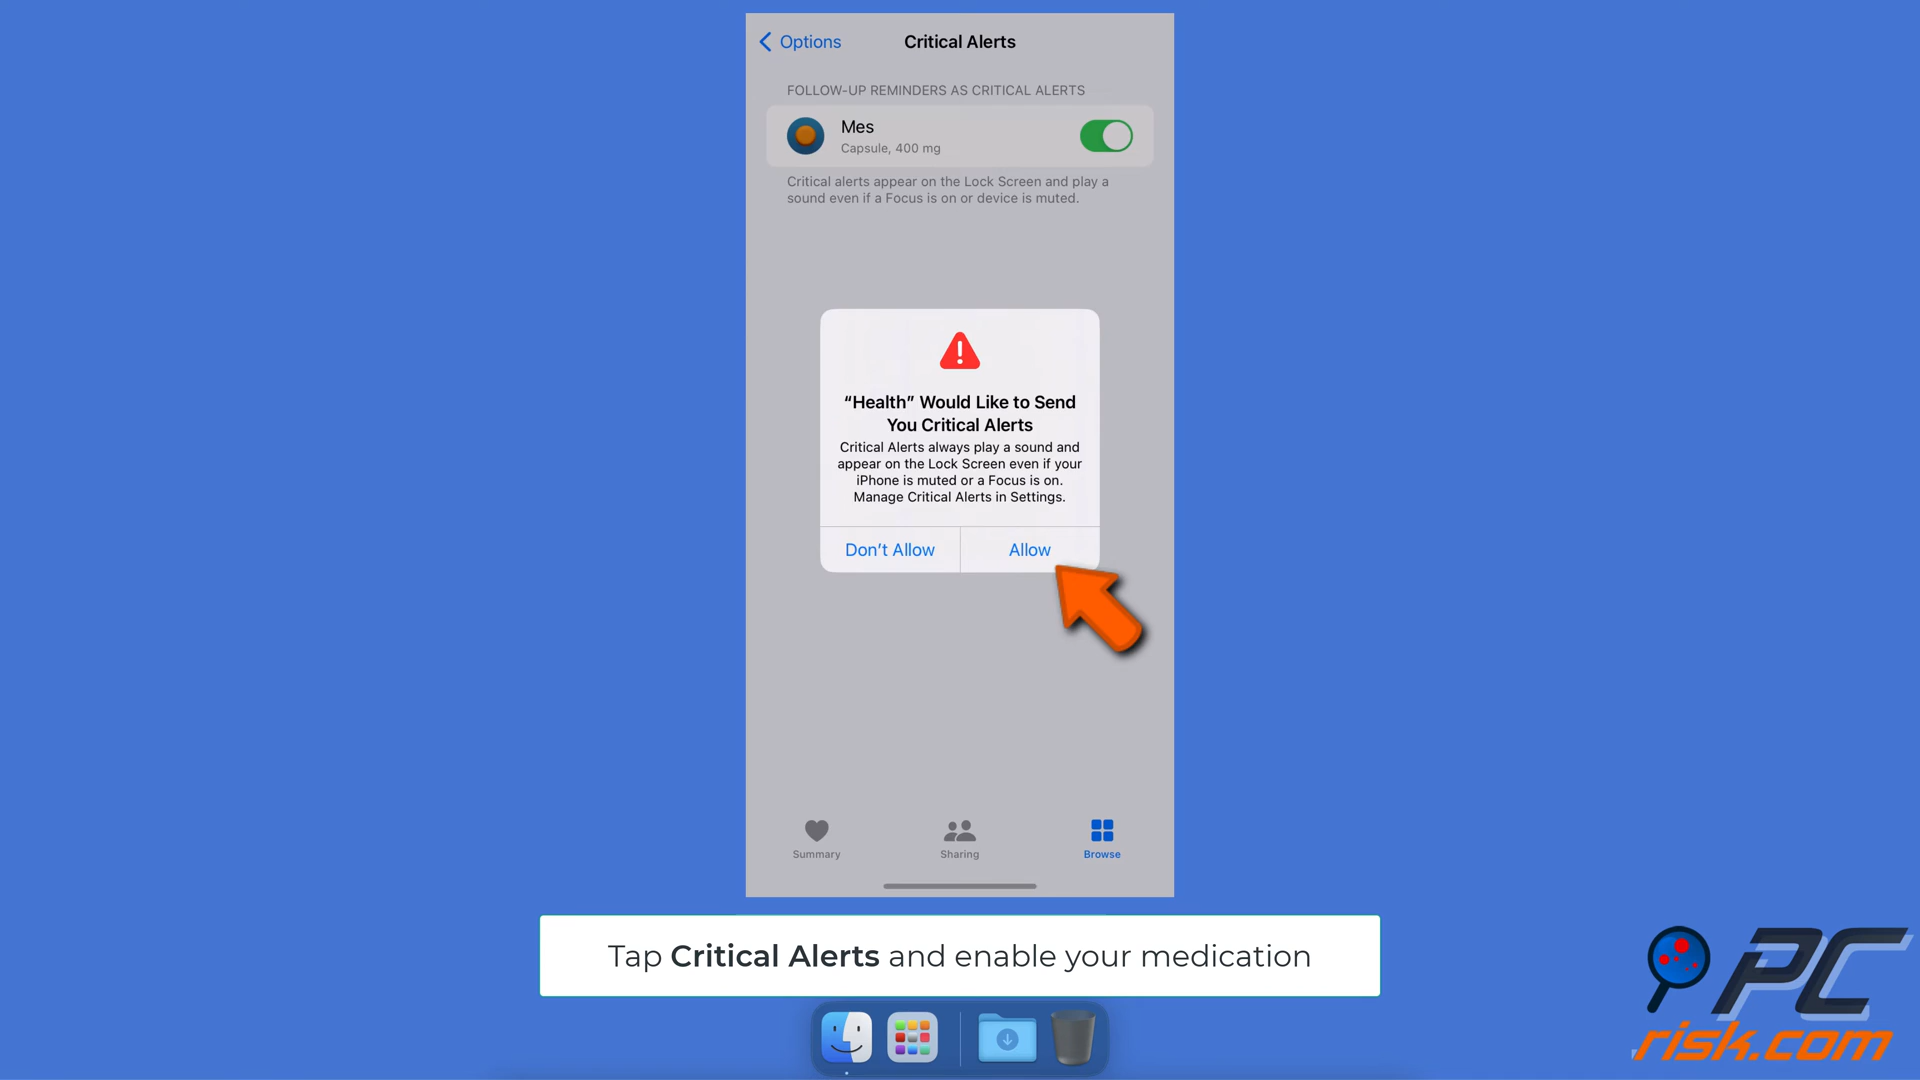 Options
Critical Alerts
FOLLOW-UP REMINDERS AS CRITICAL ALERTS
Mes
Capsule, 400 mg
Critical alerts appear on the Lock Screen and play a
sound even if a Focus is on or device is muted.
“Health” Would Like to Send
You Critical Alerts
Critical Alerts always play a sound and
appear on the Lock Screen even if your
iPhone is muted or a Focus is on.
Manage Critical Alerts in Settings.
Don’t Allow Allow
Summary Sharing Browse
Tap Critical Alerts and enable your medication
PC
risk.com